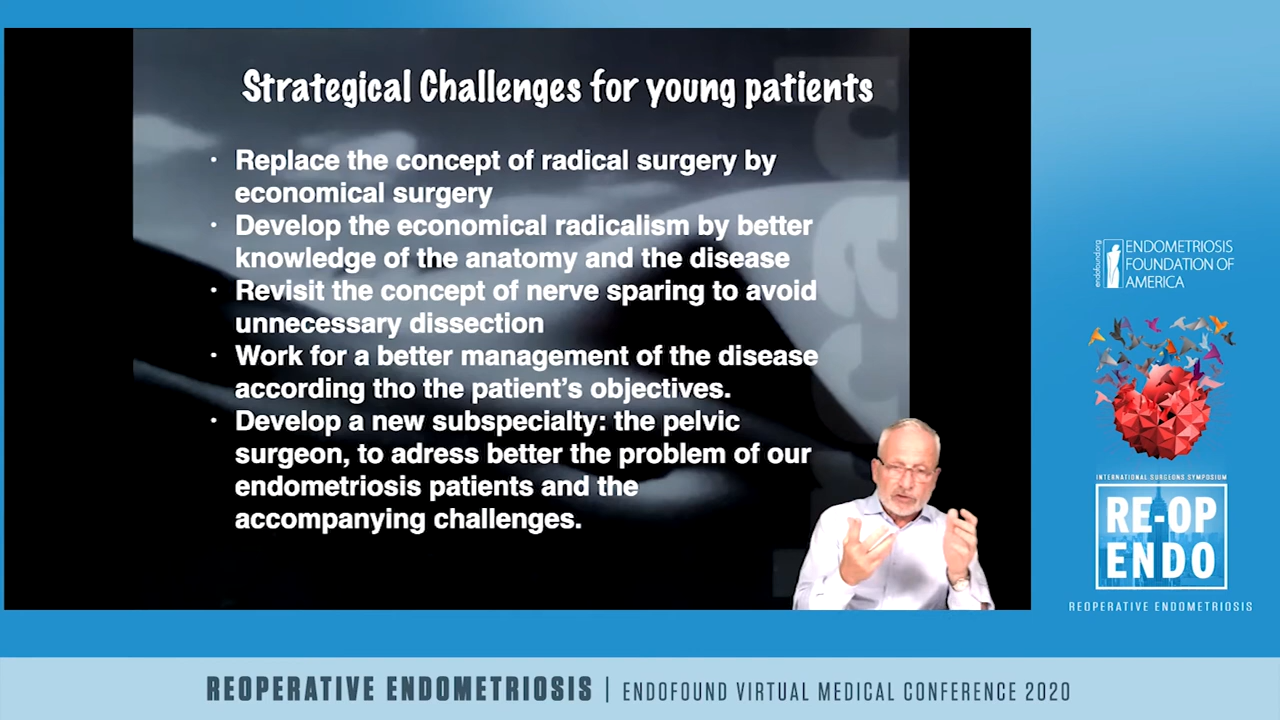 Strategical Challenges for young patients
· Replace the concept of radical surgery by
economical surgery
· Develop the economical radicalism by better
knowledge of the anatomy and the disease
· Revisit the concept of nerve sparing to avoid
unnecessary dissection
· Work for a better management of the disease
according tho the patient's objectives.
· Develop a new subspecialty: the pelvic
surgeon, to adress better the problem of our
endometriosis patients and the
accompanying challenges.
endofound.org
ENDOMETRIOSIS
FOUNDATION OF
AMERICA
INTERNATIONAL SURGEONS SYMPOSIUM
RE-OP
ENDO
REOPERATIVE ENDOMETRIOSIS
REOPERATIVE ENDOMETRIOSIS | ENDOFOUND VIRTUAL MEDICAL CONFERENCE 2020